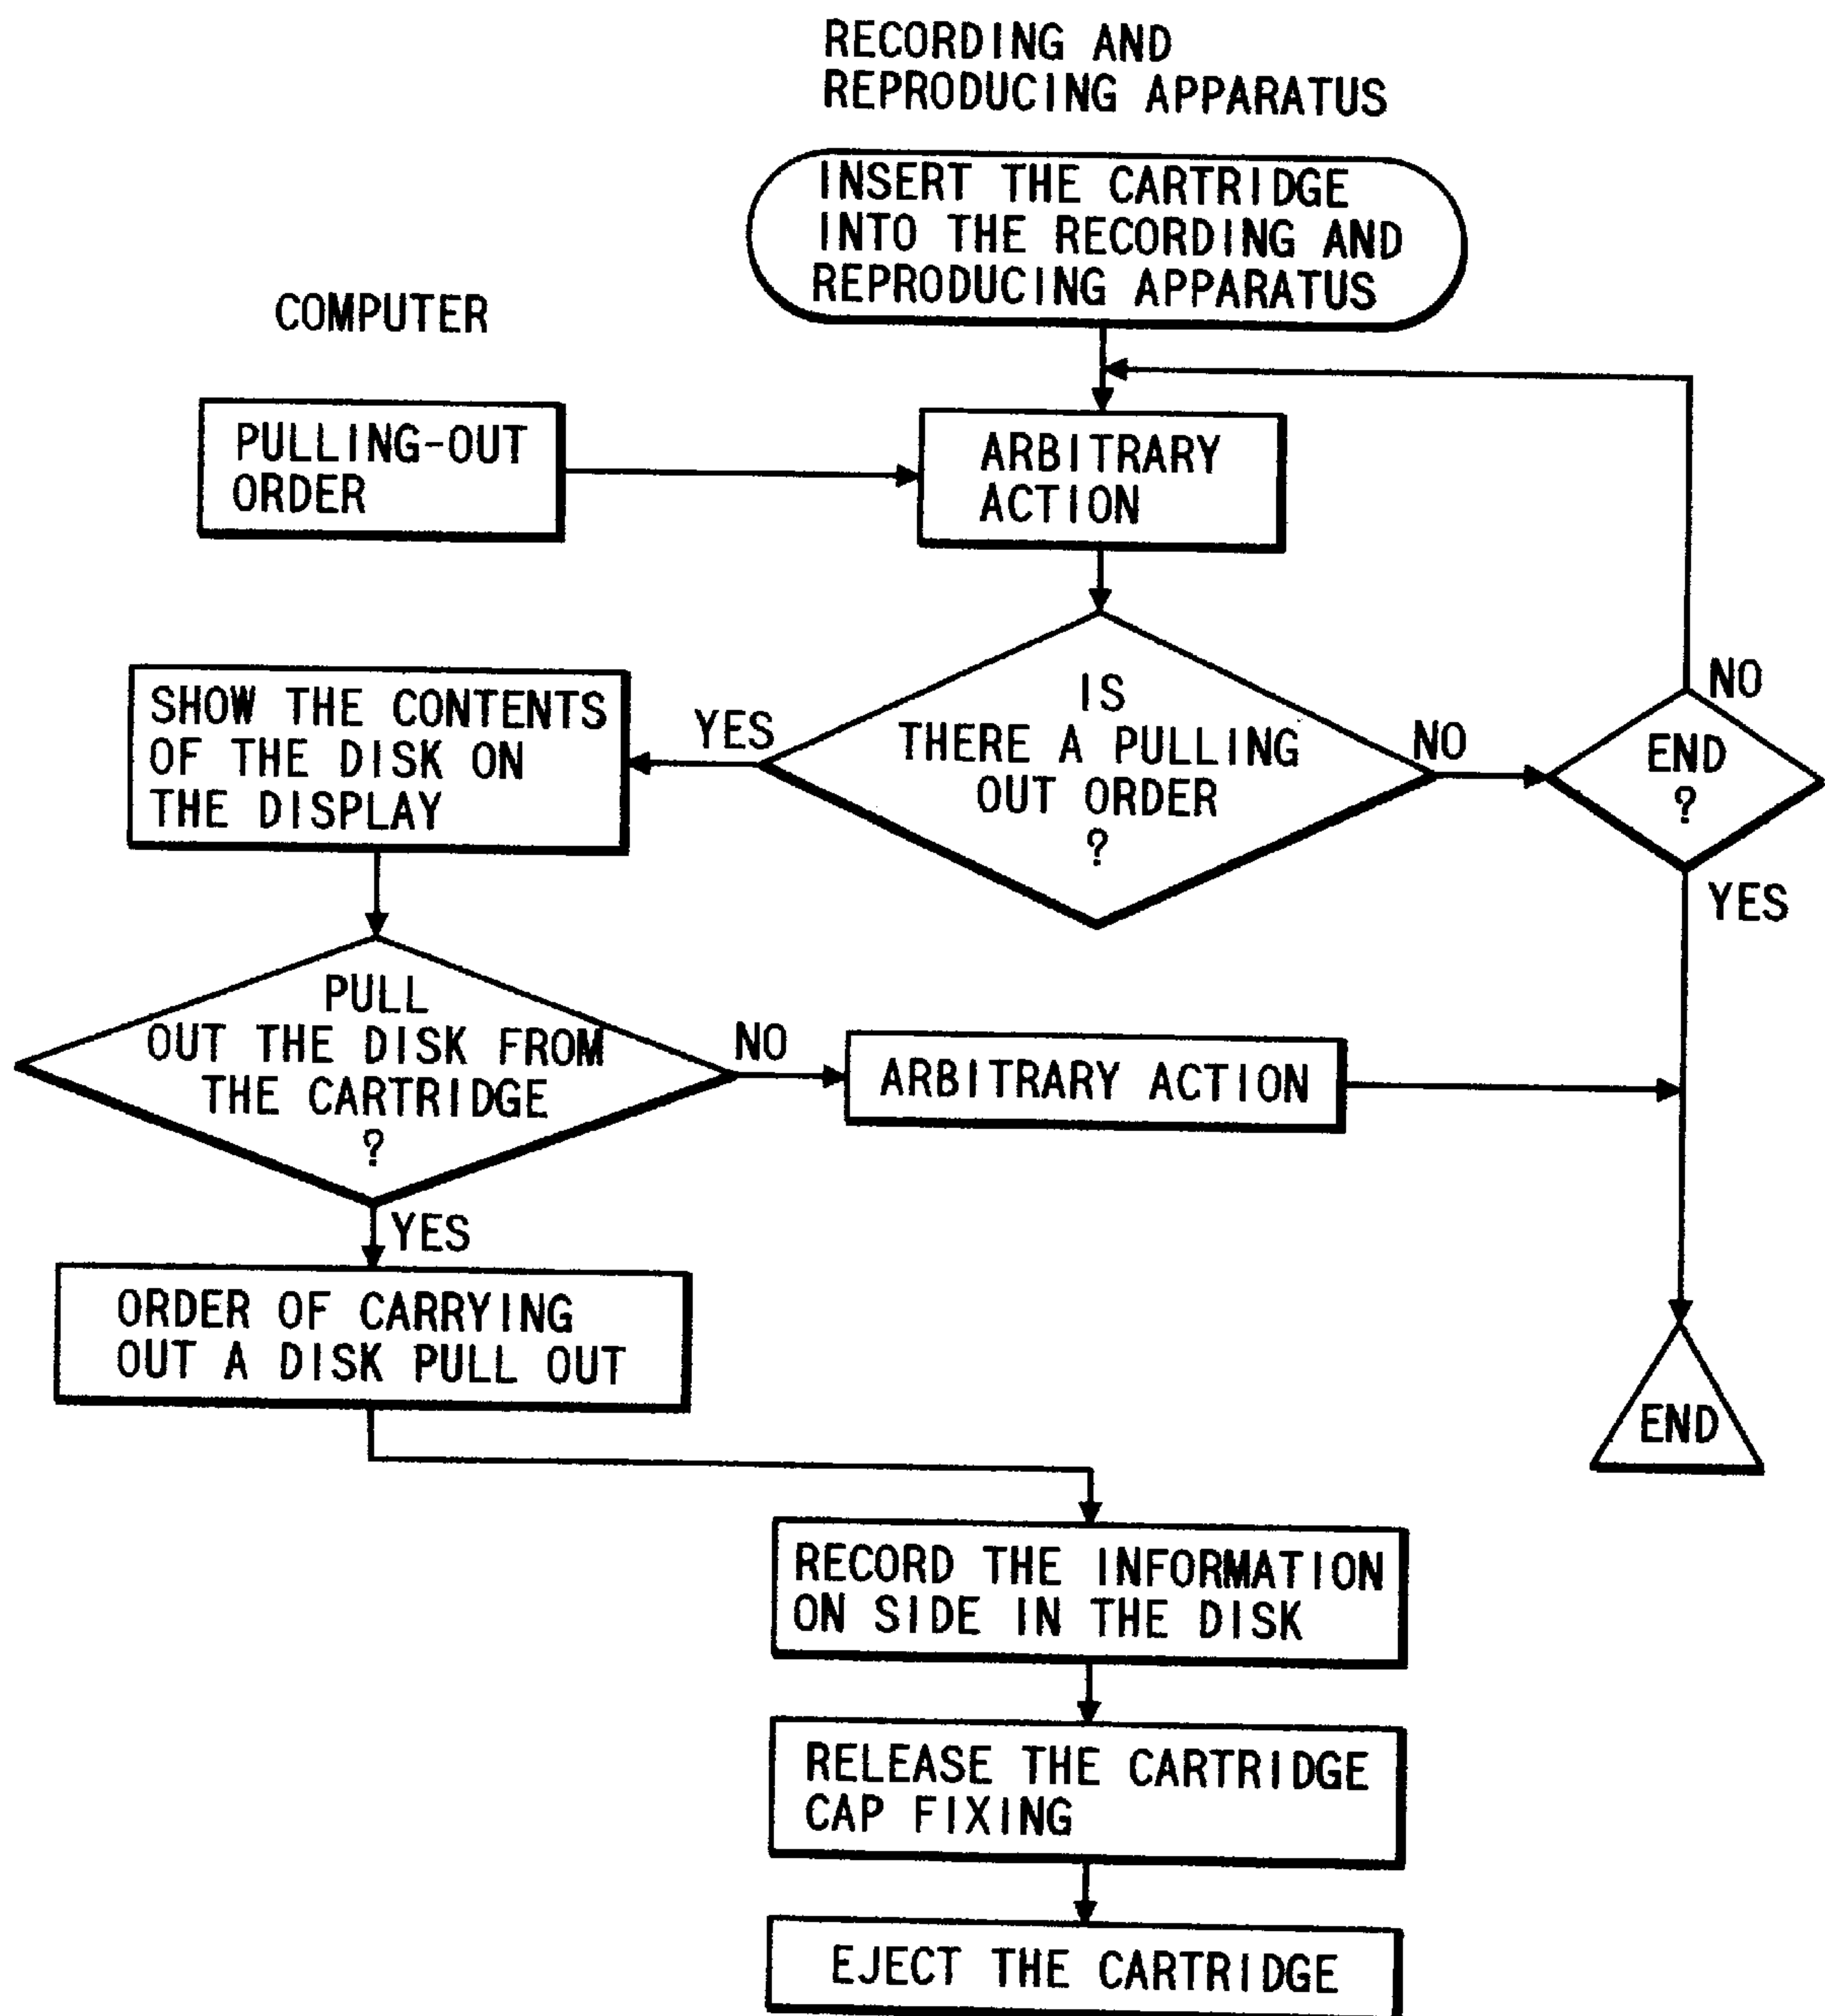 RECORDING AND
REPRODUCING APPARATUS
INSERT THE CARTRIDGE
INTO THE RECORDING AND
REPRODUCING APPARATUS
COMPUTER
PULLING-OUT
ORDER
ARBITRARY
ACTION
SHOW THE CONTENTS
OF THE DISK ON
THE DISPLAY
YES
IS
THERE A PULLING
OUT ORDER
?
NO
END
?
NO
YES
PULL
OUT THE DISK FROM
THE CARTRIDGE
?
NO
ARBITRARY ACTION
YES
ORDER OF CARRYING
OUT A DISK PULL OUT
END
RECORD THE INFORMATION
ON SIDE IN THE DISK
RELEASE THE CARTRIDGE
CAP FIXING
EJECT THE CARTRIDGE